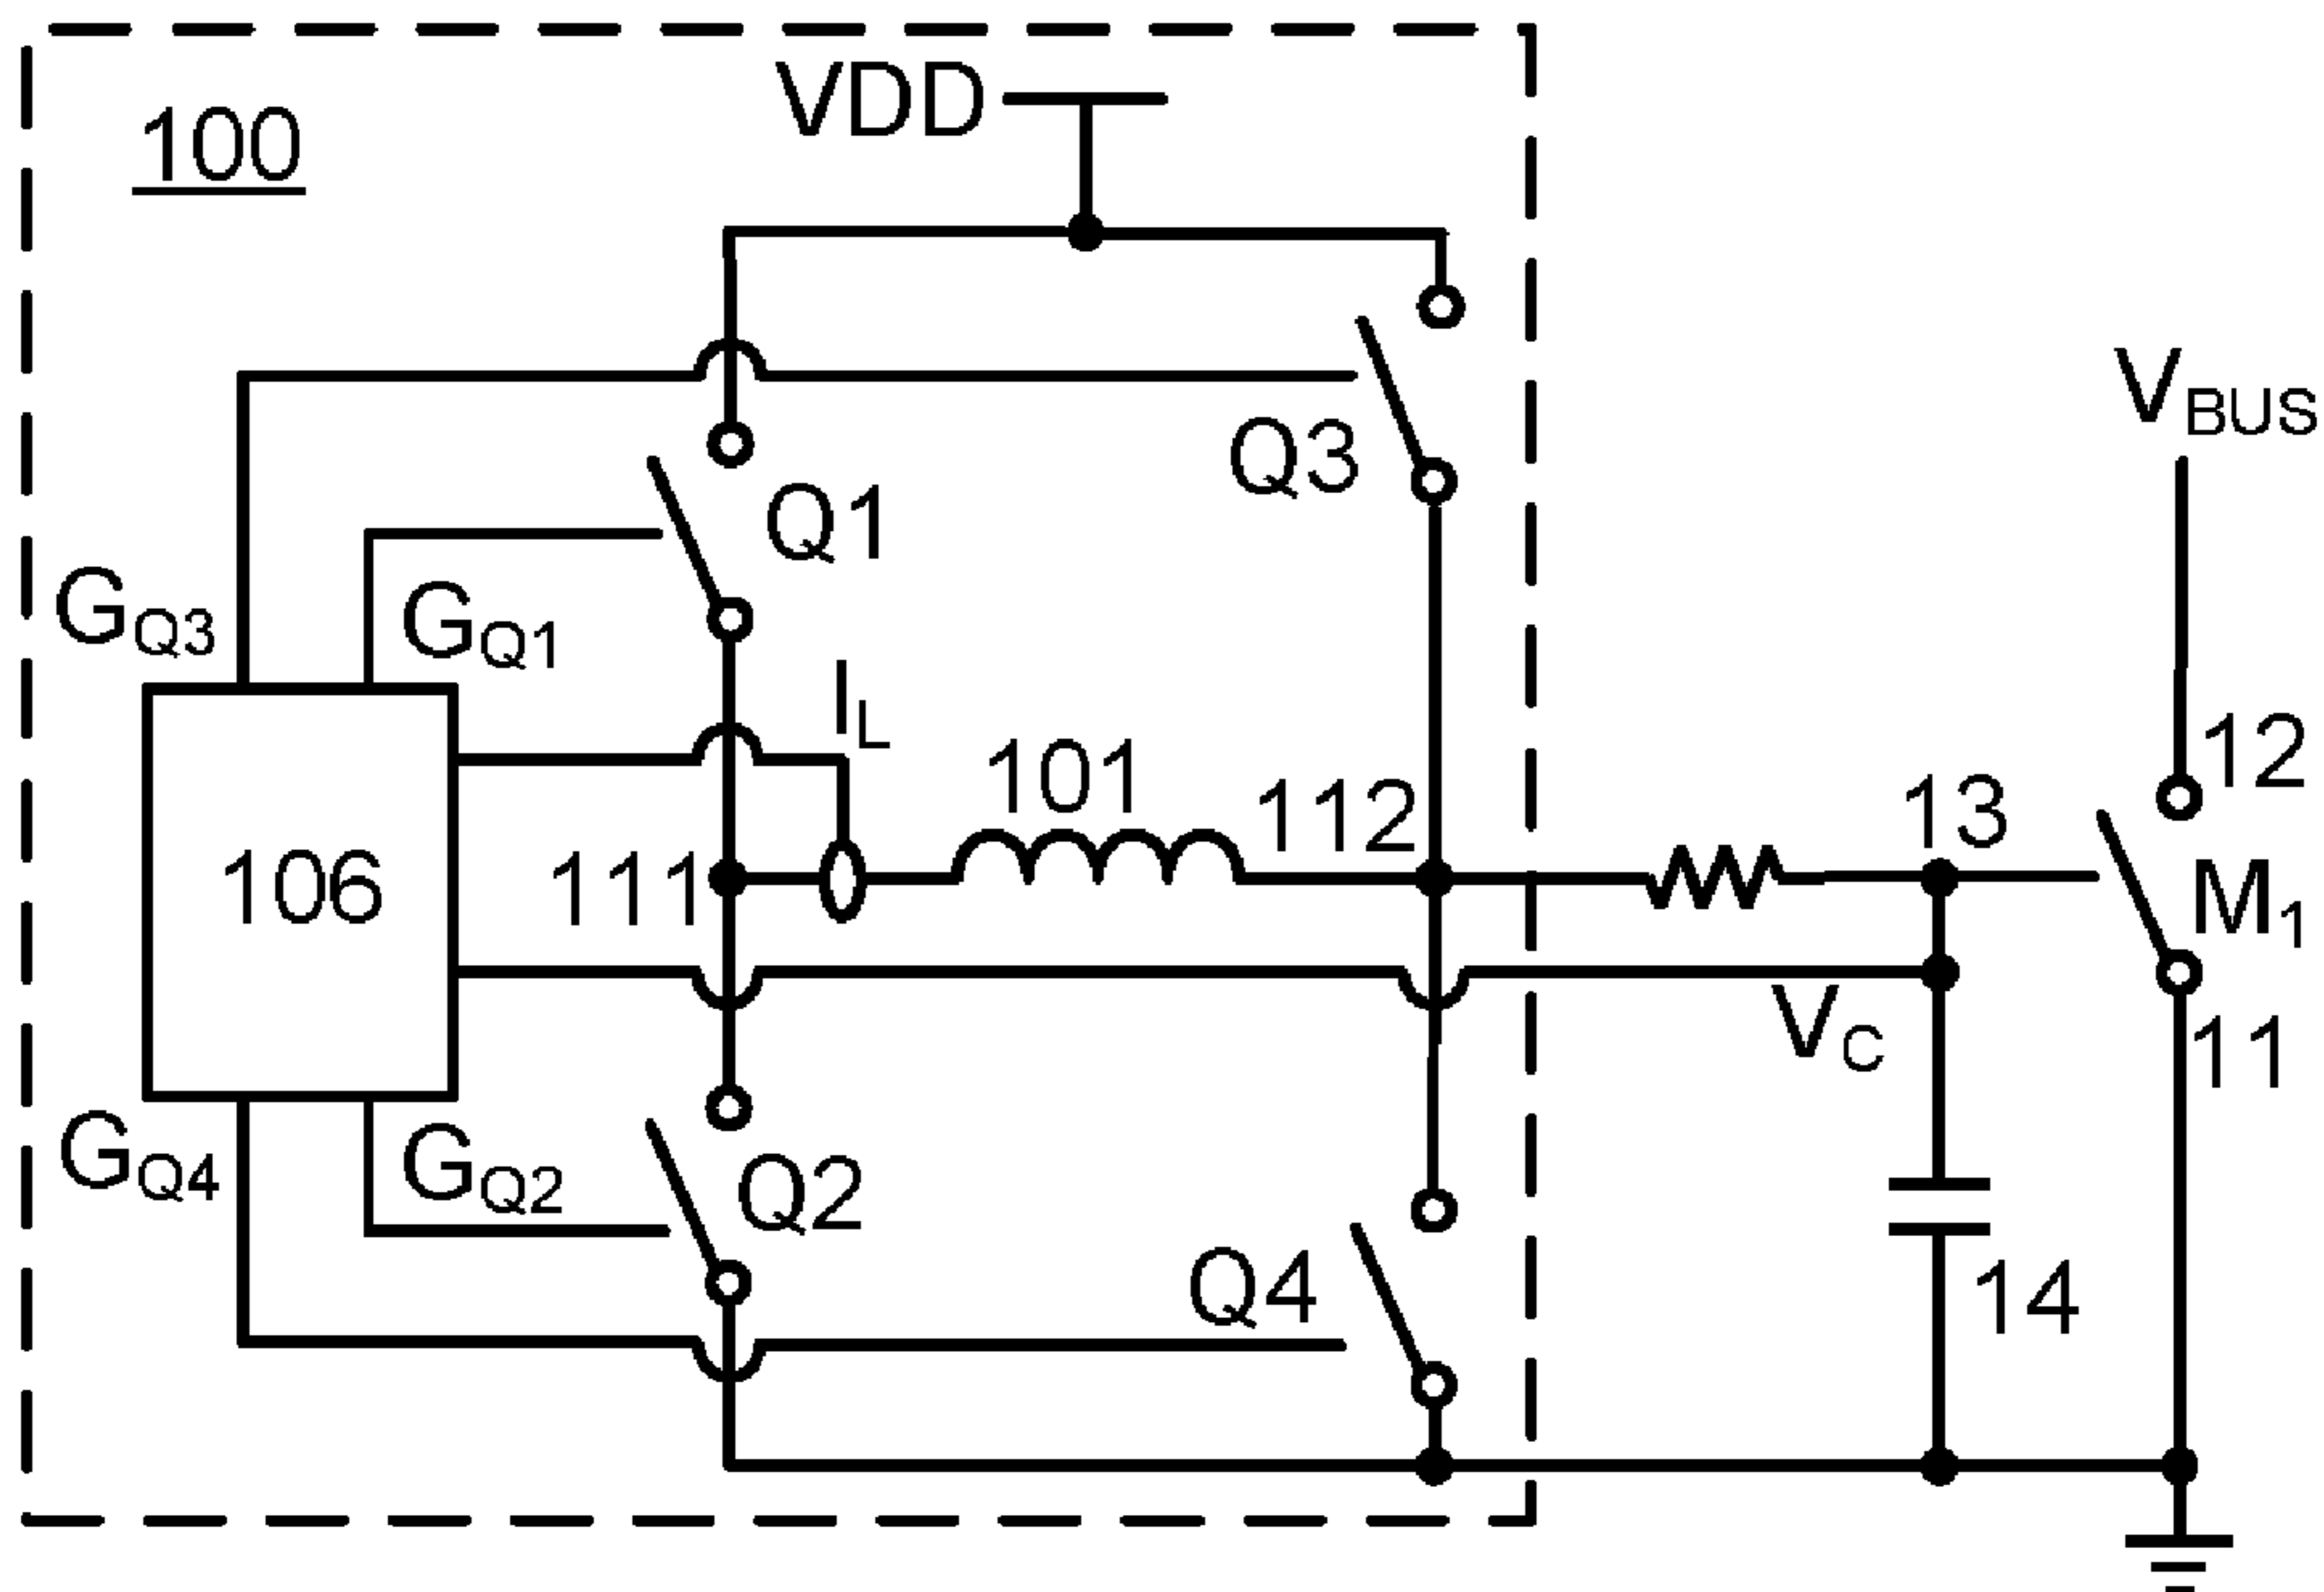 VDD
100
V_BUS
Q3
Q1
G_Q3
G_Q1
I_L
12
101
112
13
106
111
M_1
V_C
11
G_Q4
G_Q2
Q2
Q4
14